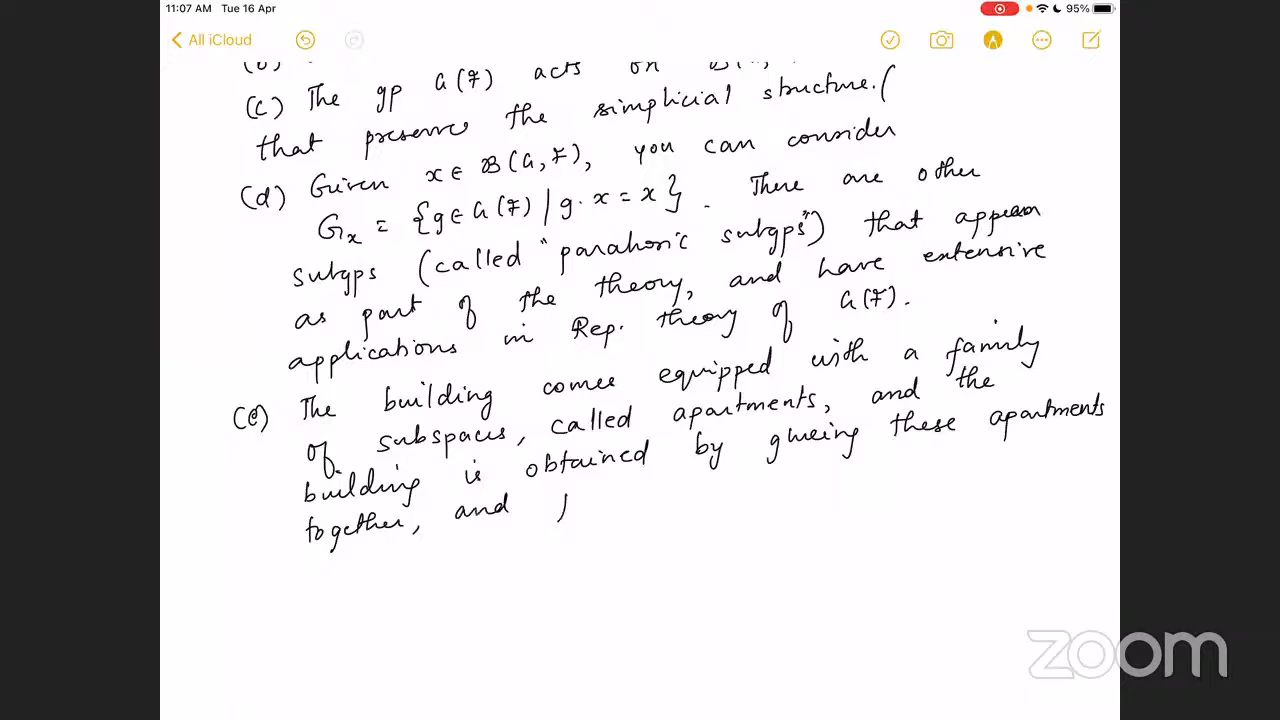 11:07 AM Tue 16 Apr
95%
All iCloud
(c) The gp G(F) acts on
that preserve the simplicial structure. (
(d) Given x ∈ B(G, F), you can consider
G_x = {g ∈ G(F) | g · x = x}. There are other
subgps (called "parahoric subgps") that appear
as part of the theory, and have extensive
applications in Rep. theory of G(F).
(e) The building comes equipped with a family
of subspaces, called apartments, and the
building is obtained by glueing these apartments
together, and
zoom